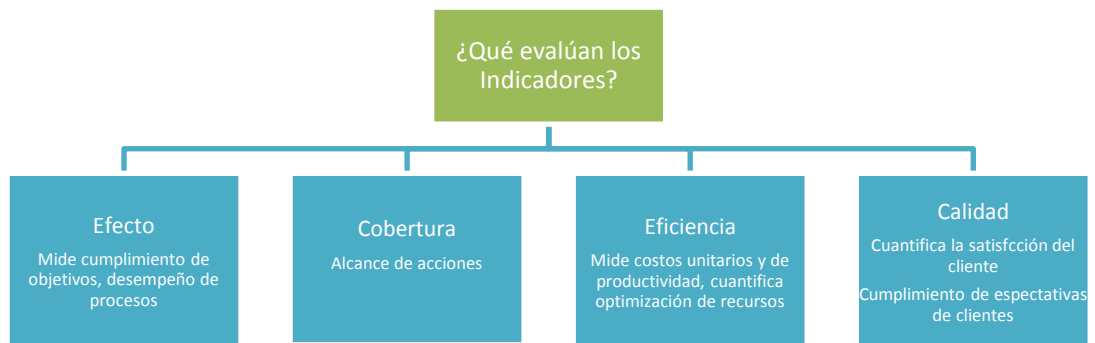 ¿Qué evalúan los
Indicadores?
Efecto
Mide cumplimiento de
objetivos, desempeño de
procesos
Cobertura
Alcance de acciones
Eficiencia
Mide costos unitarios y de
productividad, cuantifica
optimización de recursos
Calidad
Cuantifica la satisfcción del
cliente
Cumplimiento de espectativas
de clientes